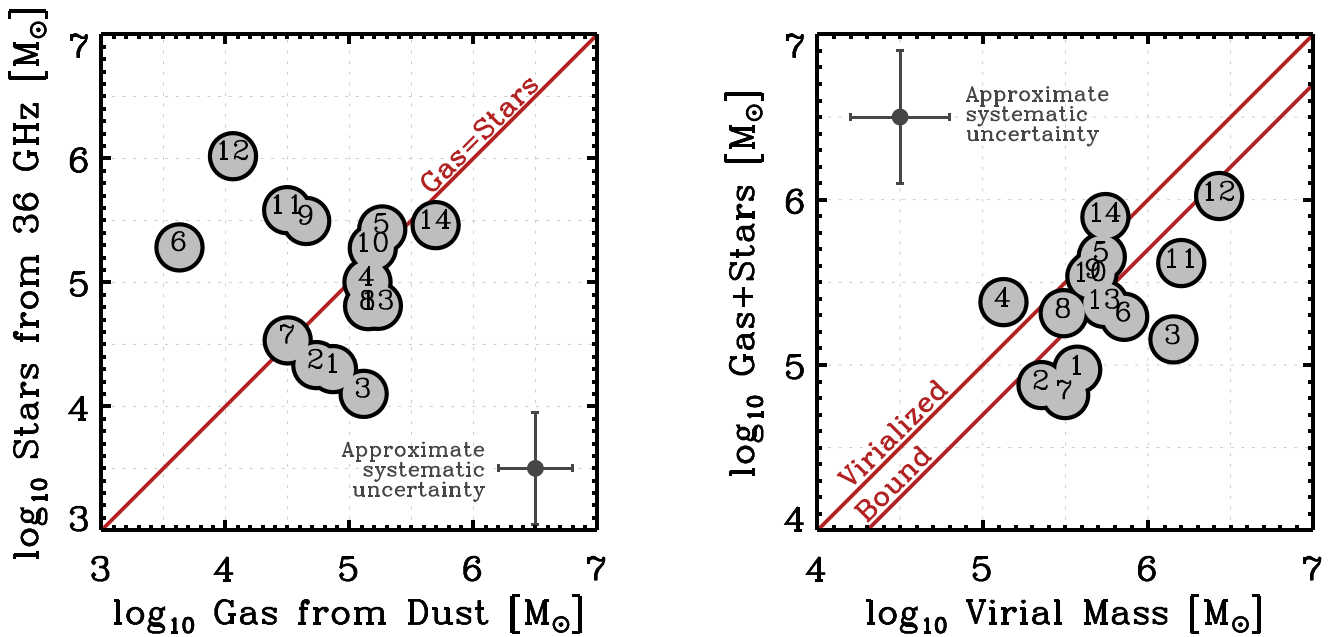 log₁₀ Stars from 36 GHz [M⊙]
7
6
5
4
3
3 4 5 6 7
log₁₀ Gas from Dust [M⊙]
Gas=Stars
12
11 9
6
5
14
10
4
8 13
7
2 1
3
Approximate
systematic
uncertainty
log₁₀ Gas+Stars [M⊙]
7
6
5
4
4 5 6 7
log₁₀ Virial Mass [M⊙]
Approximate
systematic
uncertainty
Virialized
Bound
12
14
5
9
10
11
4
13
8
6
3
1
2
7